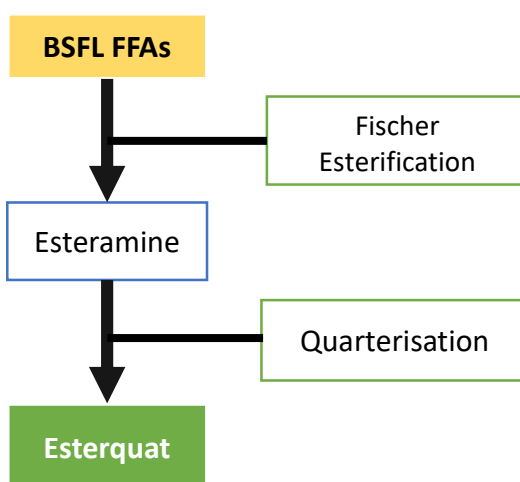 BSFL FFAs
Fischer
Esterification
Esteramine
Quarterisation
Esterquat